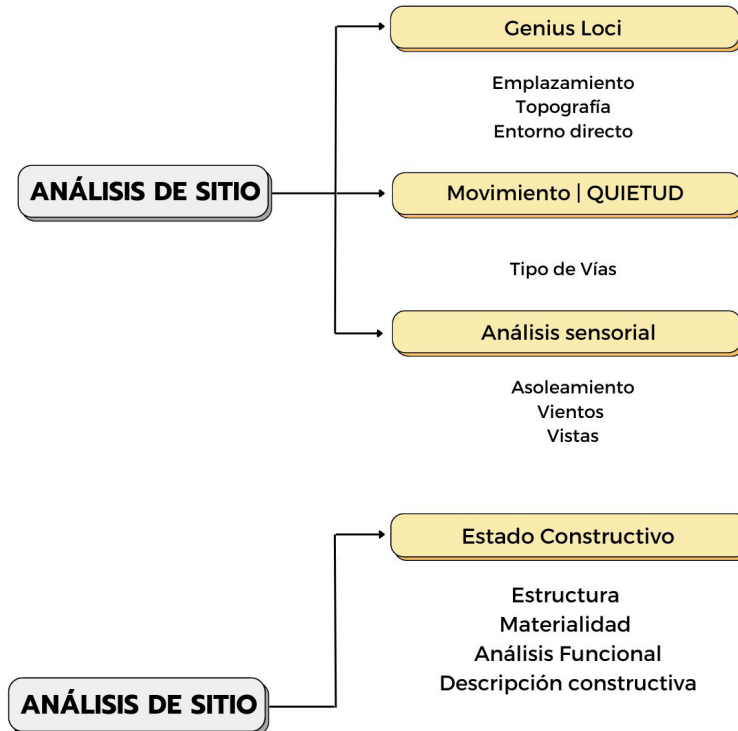 Genius Loci
Emplazamiento
Topografía
Entorno directo
ANÁLISIS DE SITIO
Movimiento | QUIETUD
Tipo de Vías
Análisis sensorial
Asoleamiento
Vientos
Vistas
Estado Constructivo
Estructura
Materialidad
Análisis Funcional
Descripción constructiva
ANÁLISIS DE SITIO